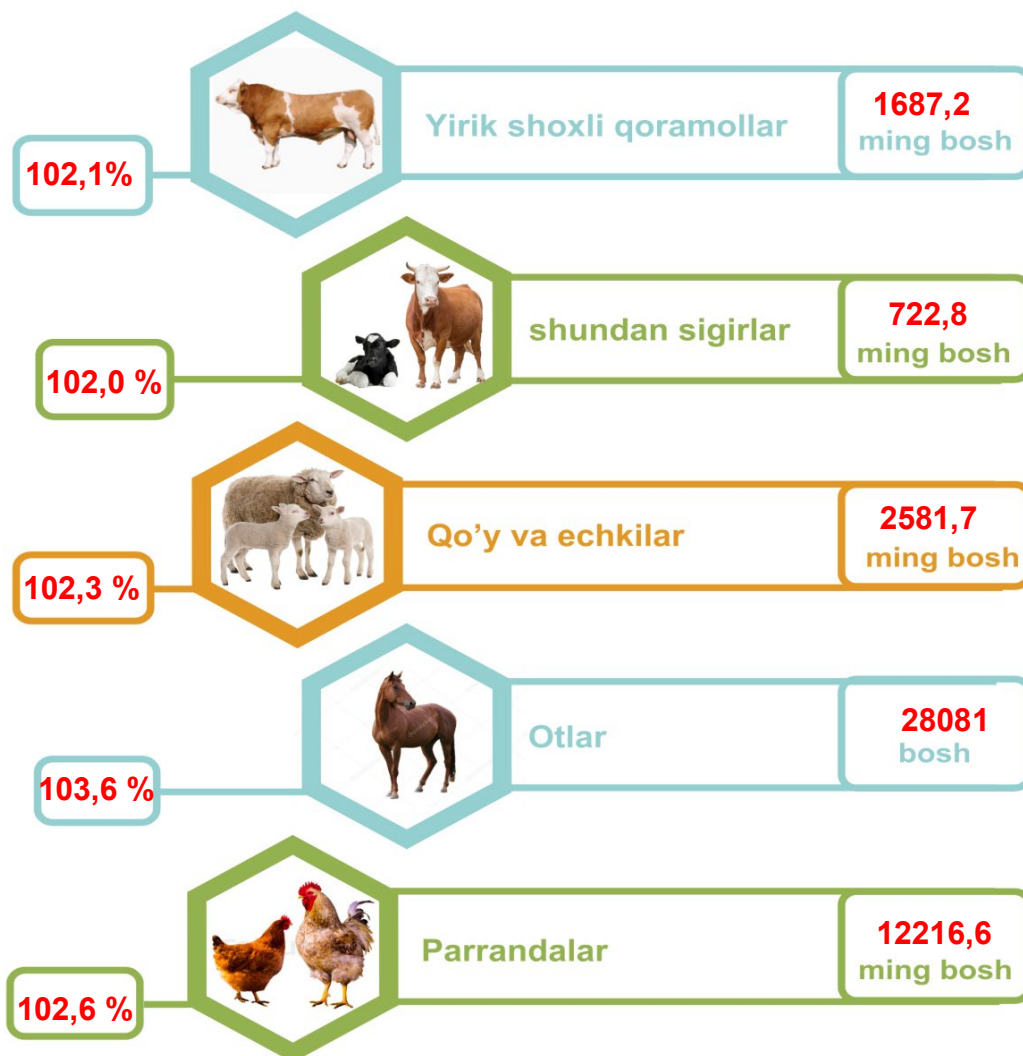 Yirik shoxli qoramollar
1687,2
ming bosh
102,1%
shundan sigirlar
722,8
ming bosh
102,0 %
Qo’y va echkilar
2581,7
ming bosh
102,3 %
Otlar
28081
bosh
103,6 %
Parrandalar
12216,6
ming bosh
102,6 %